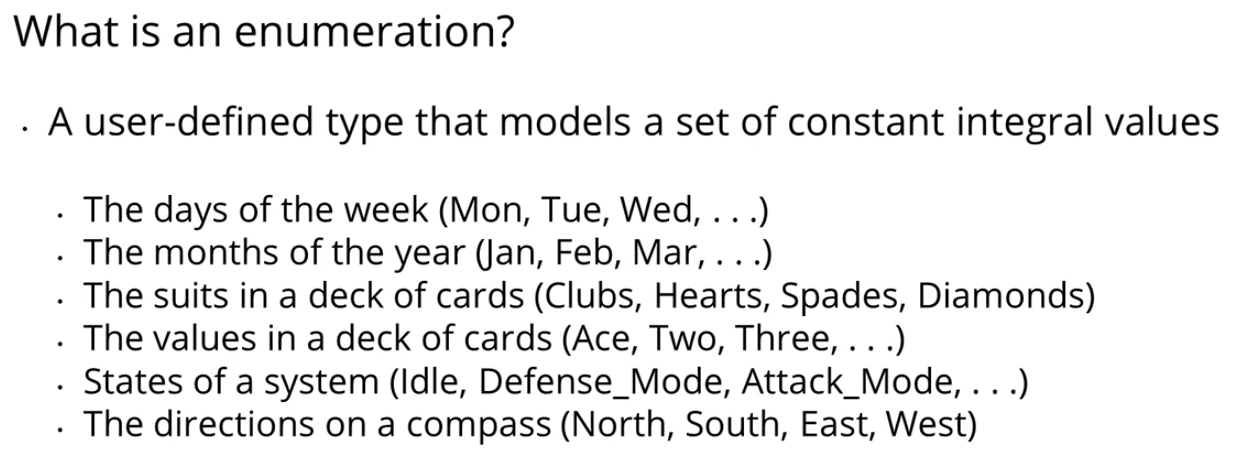 What is an enumeration?
· A user-defined type that models a set of constant integral values
· The days of the week (Mon, Tue, Wed, . . .)
· The months of the year (Jan, Feb, Mar, . . .)
· The suits in a deck of cards (Clubs, Hearts, Spades, Diamonds)
· The values in a deck of cards (Ace, Two, Three, . . .)
· States of a system (Idle, Defense_Mode, Attack_Mode, . . .)
· The directions on a compass (North, South, East, West)